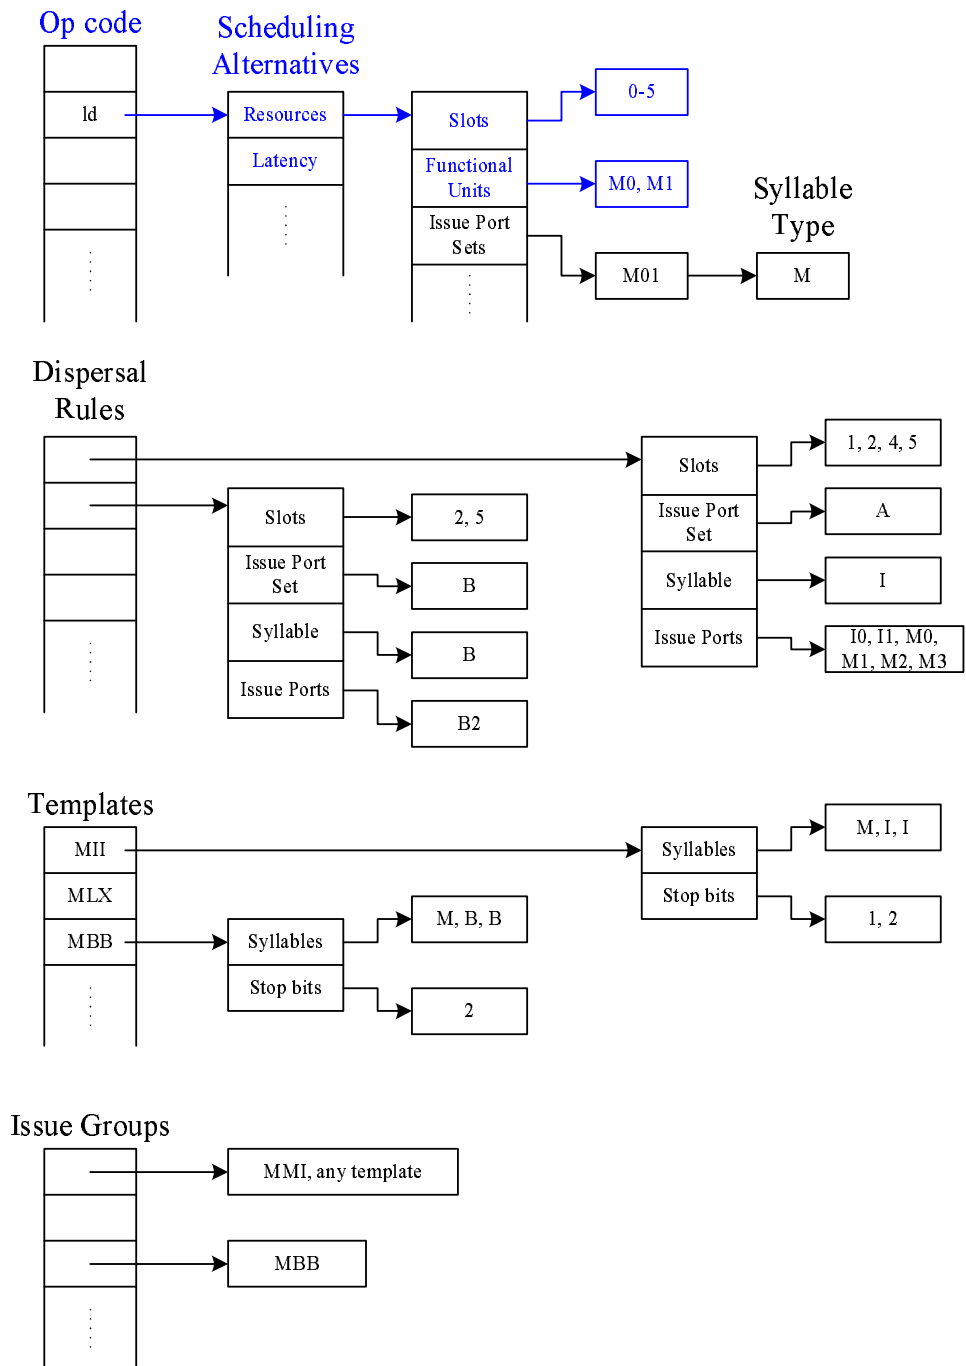 Op code
Scheduling
Alternatives
ld
Resources
Latency
Slots
Functional
Units
Issue Port
Sets
0-5
M0, M1
M01
Syllable
Type
M
Dispersal
Rules
Slots
Issue Port
Set
Syllable
Issue Ports
2, 5
B
B
B2
Slots
Issue Port
Set
Syllable
Issue Ports
1, 2, 4, 5
A
I
I0, I1, M0,
M1, M2, M3
Templates
MII
MLX
MBB
Syllables
Stop bits
M, B, B
2
Syllables
Stop bits
M, I, I
1, 2
Issue Groups
MMI, any template
MBB